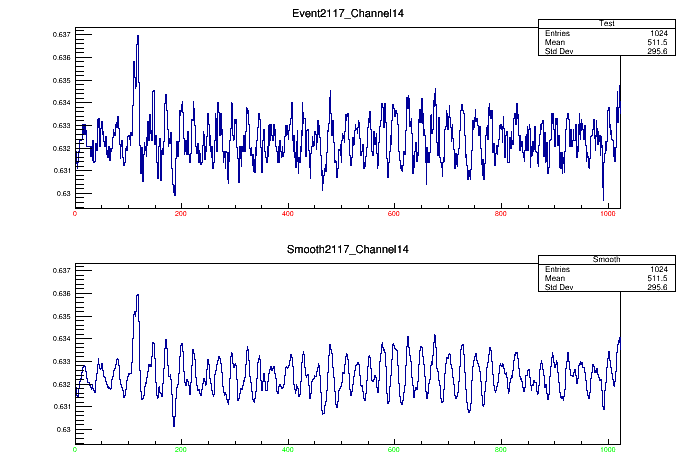 Event2117_Channel14
Test
Entries 1024
Mean 511.5
Std Dev 295.6
0.637
0.636
0.635
0.634
0.633
0.632
0.631
0.63
0 200 400 600 800 1000
Smooth2117_Channel14
Smooth
Entries 1024
Mean 511.5
Std Dev 295.6
0.637
0.636
0.635
0.634
0.633
0.632
0.631
0.63
0 200 400 600 800 1000